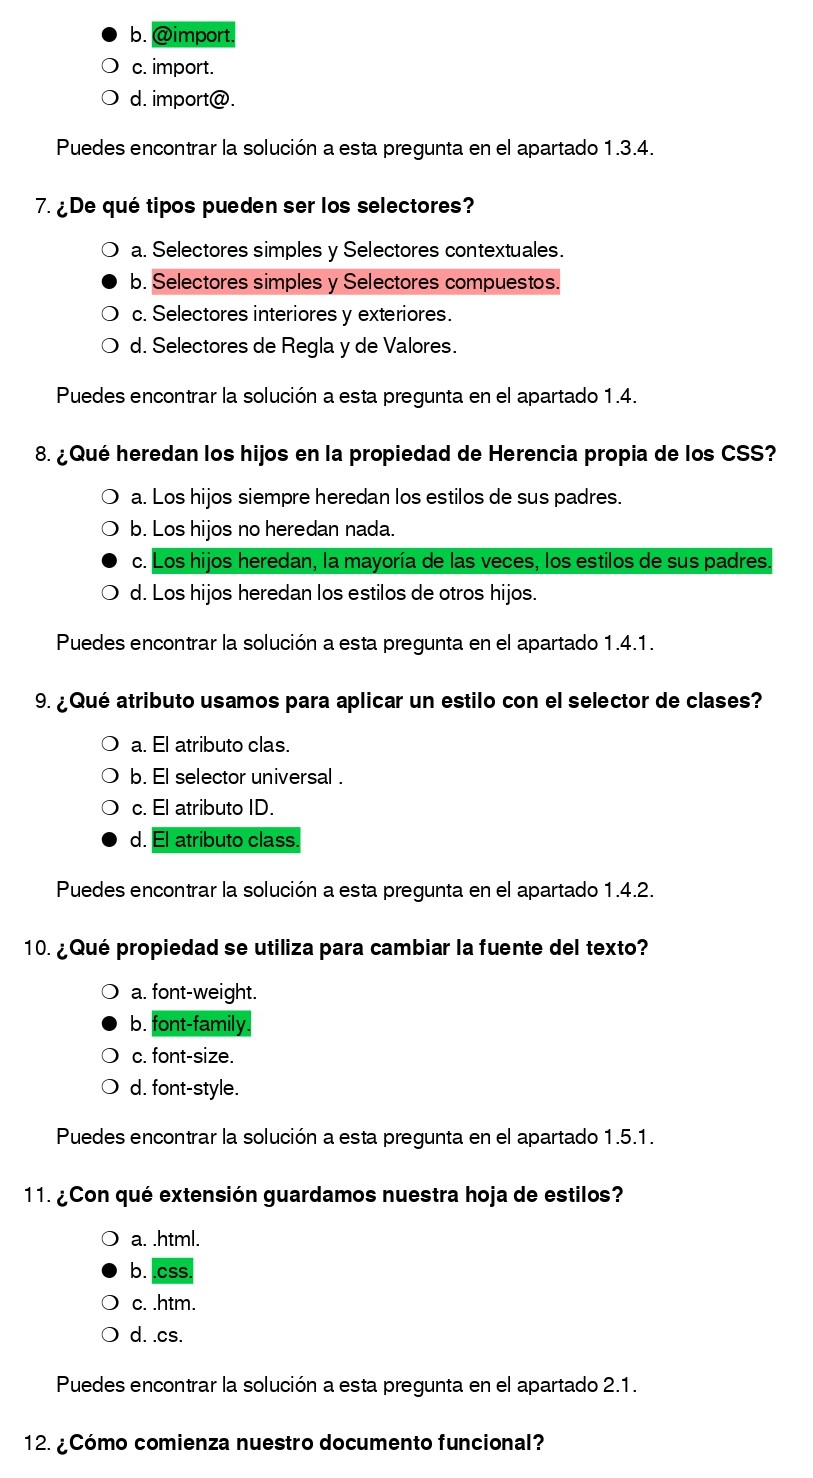 b. @import.
c. import.
d. import@.
Puedes encontrar la solución a esta pregunta en el apartado 1.3.4.
7. ¿De qué tipos pueden ser los selectores?
a. Selectores simples y Selectores contextuales.
b. Selectores simples y Selectores compuestos.
c. Selectores interiores y exteriores.
d. Selectores de Regla y de Valores.
Puedes encontrar la solución a esta pregunta en el apartado 1.4.
8. ¿Qué heredan los hijos en la propiedad de Herencia propia de los CSS?
a. Los hijos siempre heredan los estilos de sus padres.
b. Los hijos no heredan nada.
c. Los hijos heredan, la mayoría de las veces, los estilos de sus padres.
d. Los hijos heredan los estilos de otros hijos.
Puedes encontrar la solución a esta pregunta en el apartado 1.4.1.
9. ¿Qué atributo usamos para aplicar un estilo con el selector de clases?
a. El atributo clas.
b. El selector universal .
c. El atributo ID.
d. El atributo class.
Puedes encontrar la solución a esta pregunta en el apartado 1.4.2.
10. ¿Qué propiedad se utiliza para cambiar la fuente del texto?
a. font-weight.
b. font-family.
c. font-size.
d. font-style.
Puedes encontrar la solución a esta pregunta en el apartado 1.5.1.
11. ¿Con qué extensión guardamos nuestra hoja de estilos?
a. .html.
b. .css.
c. .htm.
d. .cs.
Puedes encontrar la solución a esta pregunta en el apartado 2.1.
12. ¿Cómo comienza nuestro documento funcional?